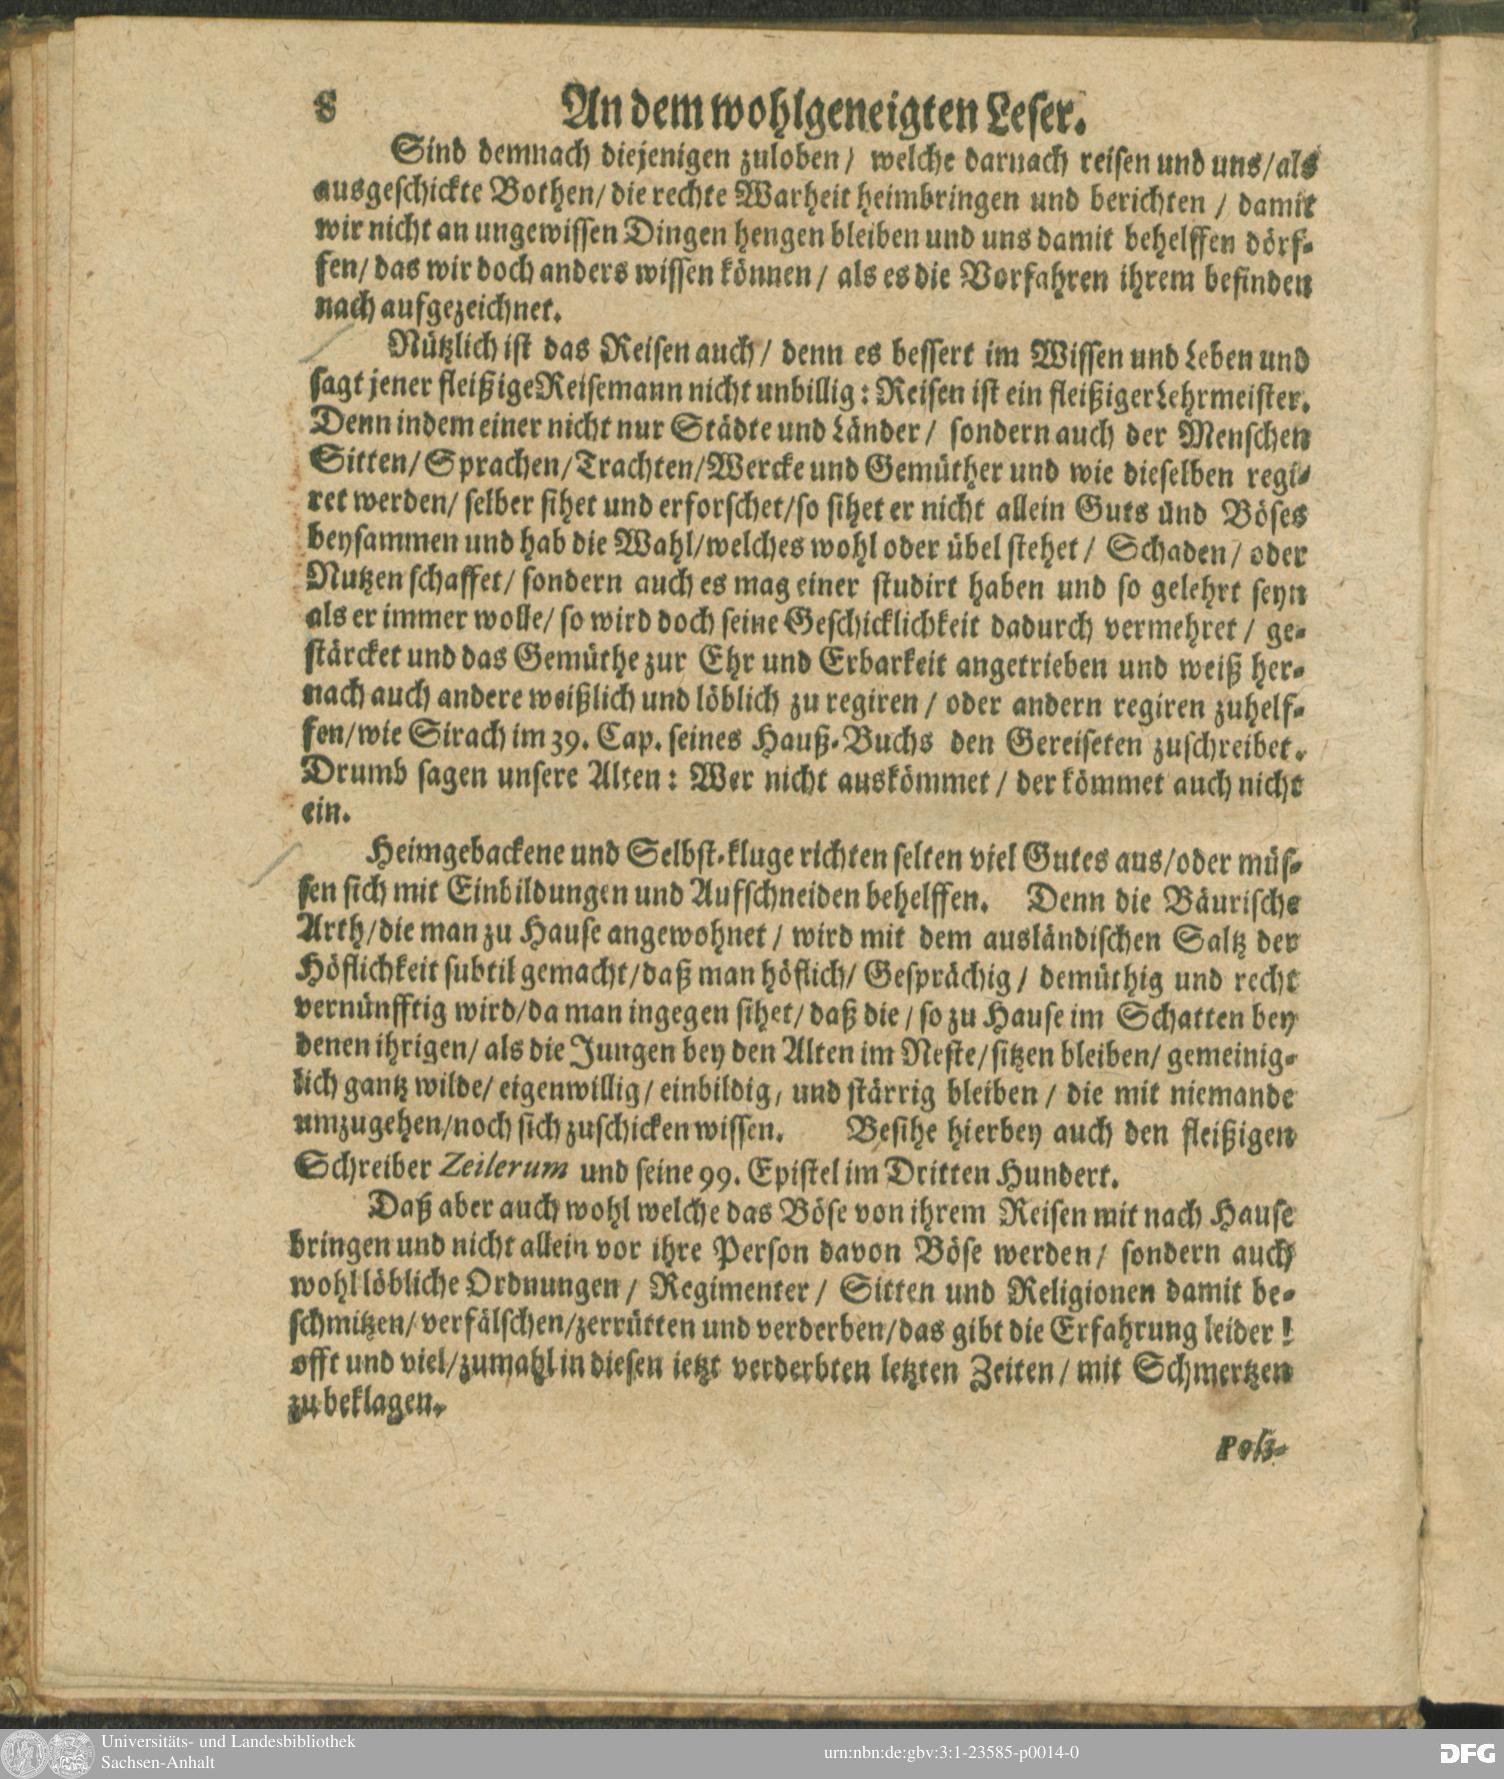 8 An dem wohlgeneigten Leser.
Sind demnach diejenigen zuloben / welche darnach reisen und uns/als
ausgeschickte Bothen/die rechte Warheit heimbringen und berichten / damit
wir nicht an ungewissen Dingen hengen bleiben und uns damit behelffen dörf-
fen/das wir doch anders wissen können / als es die Vorfahren ihrem befinden
nach aufgezeichnet.
Nützlich ist das Reisen auch / denn es bessert im Wissen und Leben und
sagt jener fleißige Reisemann nicht unbillig: Reisen ist ein fleißiger Lehrmeister.
Denn indem einer nicht nur Städte und Länder / sondern auch der Menschen
Sitten/Sprachen/Trachten/Wercke und Gemüther und wie dieselben regi-
ret werden/ selber sihet und erforschet/so sihet er nicht allein Guts ünd Böses
beysammen und hab die Wahl/welches wohl oder übel stehet / Schaden / oder
Nutzen schaffet/ sondern auch es mag einer studirt haben und so gelehrt seyn
als er immer wolle/ so wird doch seine Geschicklichkeit dadurch vermehret / ge-
stärcket und das Gemüthe zur Ehr und Erbarkeit angetrieben und weiß her-
nach auch andere weißlich und löblich zu regiren / oder andern regiren zuhelf-
fen/wie Sirach im 39. Cap. seines Hauß-Buchs den Gereiseten zuschreibet.
Drumb sagen unsere Alten: Wer nicht auskömmet / der kömmet auch nicht
ein.
Heimgebackene und Selbst-kluge richten selten viel Gutes aus/oder müs-
sen sich mit Einbildungen und Aufschneiden behelffen. Denn die Bäurische
Arth/die man zu Hause angewohnet / wird mit dem ausländischen Saltz der
Höflichkeit subtil gemacht/daß man höflich/ Gesprächig / demüthig und recht
vernünfftig wird/da man ingegen sihet/ daß die / so zu Hause im Schatten bey
denen ihrigen/ als die Jungen bey den Alten im Neste/sitzen bleiben/ gemeinig-
lich gantz wilde/ eigenwillig / einbildig, und stärrig bleiben / die mit niemande
umzugehen/noch sich zuschicken wissen. Besihe hierbey auch den fleißigen
Schreiber Zeilerum und seine 99. Epistel im Dritten Hundert.
Daß aber auch wohl welche das Böse von ihrem Reisen mit nach Hause
bringen und nicht allein vor ihre Person davon Böse werden / sondern auch
wohl löbliche Ordnungen / Regimenter / Sitten und Religionen damit be-
schmitzen/ verfälschen/zerrütten und verderben/das gibt die Erfahrung leider !
offt und viel/zumahl in diesen ietzt verderbten letzten Zeiten / mit Schmertzen
zu beklagen.
Universitäts- und Landesbibliothek
Sachsen-Anhalt
urn:nbn:de:gbv:3:1-23585-p0014-0
DFG